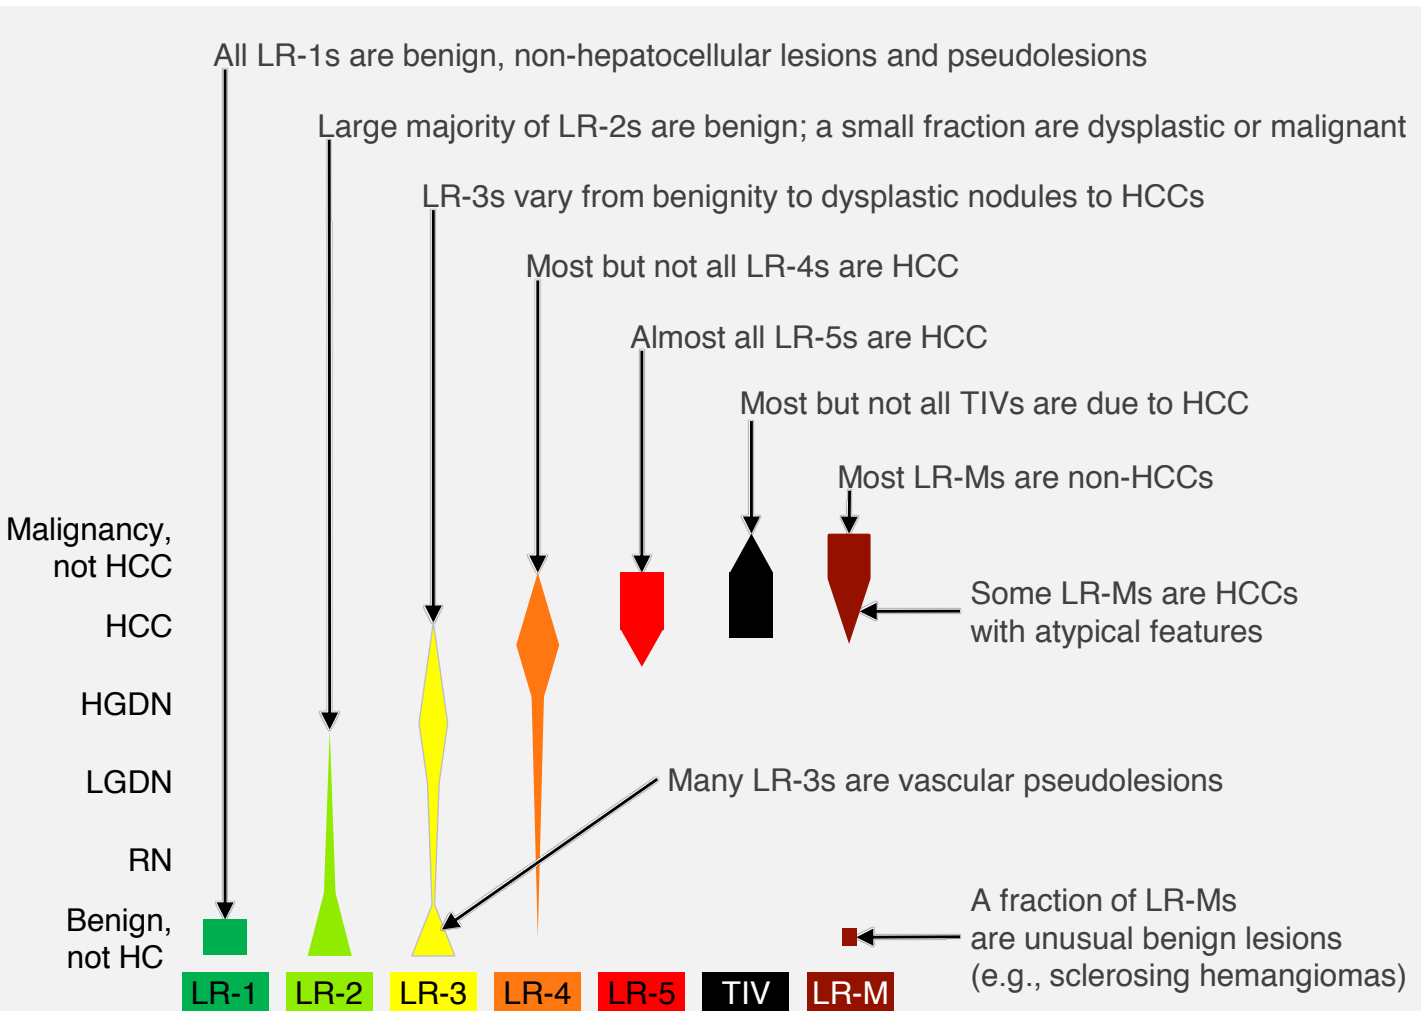 All LR-1s are benign, non-hepatocellular lesions and pseudolesions
Large majority of LR-2s are benign; a small fraction are dysplastic or malignant
LR-3s vary from benignity to dysplastic nodules to HCCs
Most but not all LR-4s are HCC
Almost all LR-5s are HCC
Most but not all TIVs are due to HCC
Most LR-Ms are non-HCCs
Malignancy,
not HCC
Some LR-Ms are HCCs
with atypical features
HCC
HGDN
LGDN
Many LR-3s are vascular pseudolesions
RN
Benign,
not HC
A fraction of LR-Ms
are unusual benign lesions
(e.g., sclerosing hemangiomas)
LR-1 LR-2 LR-3 LR-4 LR-5 TIV LR-M